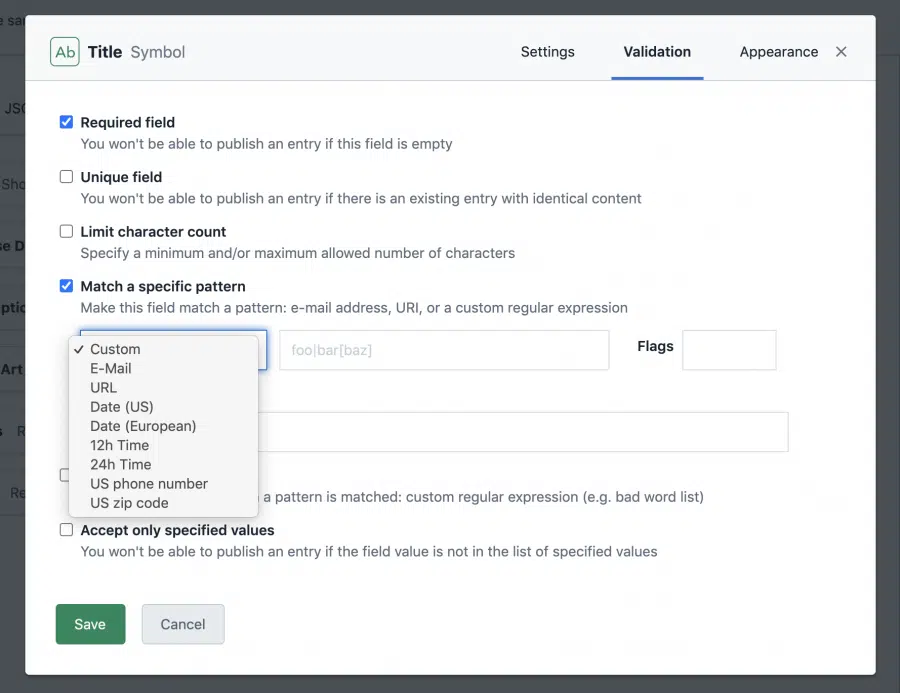 Ab Title Symbol Settings Validation Appearance
Required field
You won't be able to publish an entry if this field is empty
Unique field
You won't be able to publish an entry if there is an existing entry with identical content
Limit character count
Specify a minimum and/or maximum allowed number of characters
Match a specific pattern
Make this field match a pattern: e-mail address, URI, or a custom regular expression
foo|bar[baz] Flags
Custom
E-Mail
URL
Date (US)
Date (European)
12h Time
24h Time
US phone number
US zip code
a pattern is matched: custom regular expression (e.g. bad word list)
Accept only specified values
You won't be able to publish an entry if the field value is not in the list of specified values
Save Cancel